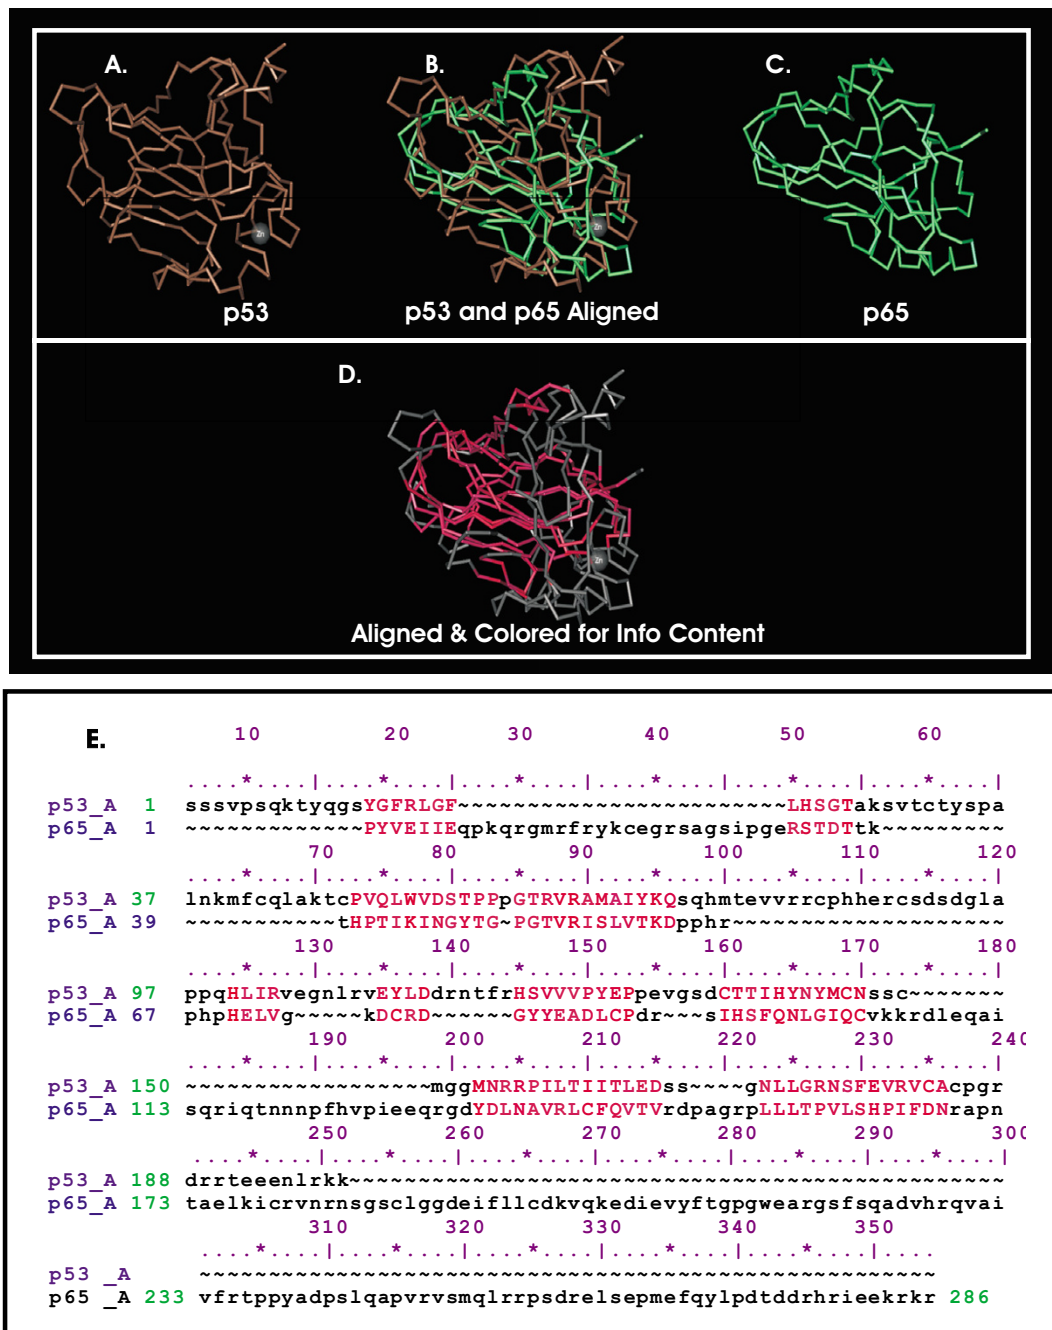 A.
B.
C.
Zn
Zn
p53
p53 and p65 Aligned
p65
D.
Zn
Aligned & Colored for Info Content
E.
10 20 30 40 50 60
....*....|....*....|....*....|....*....|....*....|....*....|
p53_A 1 sssvpsqktyqgsYGFRLGF~~~~~~~~~~~~~~~~~~~~~~~~LHSGTaksvtctyspa
p65_A 1 ~~~~~~~~~~~~~PYVEIIEqpkqrgmrfrykcegrsagsipgeRSTDTtk~~~~~~~~~
70 80 90 100 110 120
....*....|....*....|....*....|....*....|....*....|....*....|
p53_A 37 lnkmfcqlaktcPVQLWVDSTPPpGTRVRAMAIYKQsqhmtevvrrcphhercsdsdgla
p65_A 39 ~~~~~~~~~~~tHPTIKINGYTG~PGTVRISLVTKDpphr~~~~~~~~~~~~~~~~~~~~
130 140 150 160 170 180
....*....|....*....|....*....|....*....|....*....|....*....|
p53_A 97 ppqHLIRvegnlrvEYLDdrntfrHSVVVPYEPpevgsdCTTIHYNYMCNssc~~~~~~~
p65_A 67 phpHELVg~~~~~kDCRD~~~~~~GYYEADLCPdr~~~sIHSFQNLGIQCvkkrdleqai
190 200 210 220 230 240
....*....|....*....|....*....|....*....|....*....|....*....|
p53_A 150 ~~~~~~~~~~~~~~~~~~mggMNRRPILTIITLEDss~~~~gNLLGRNSFEVRVCAcpgr
p65_A 113 sqriqtnnnpfhvpieeqrgdYDLNAVRLCFQVTVrdpagrpLLLTPVLSHPIFDNrapn
250 260 270 280 290 300
....*....|....*....|....*....|....*....|....*....|....*....|
p53_A 188 drrteeenlrkk~~~~~~~~~~~~~~~~~~~~~~~~~~~~~~~~~~~~~~~~~~~~~~~~
p65_A 173 taelkicrvnrnsgsclggdeifllcdkvqkedievyftgpgweargsfsqadvhrqvai
310 320 330 340 350
....*....|....*....|....*....|....*....|....*....|....
p53 _A ~~~~~~~~~~~~~~~~~~~~~~~~~~~~~~~~~~~~~~~~~~~~~~~~~~~~~~
p65 _A 233 vfrtppyadpslqapvrvsmqlrrpsdrelsepmefqylpdtddrhrieekrkr 286